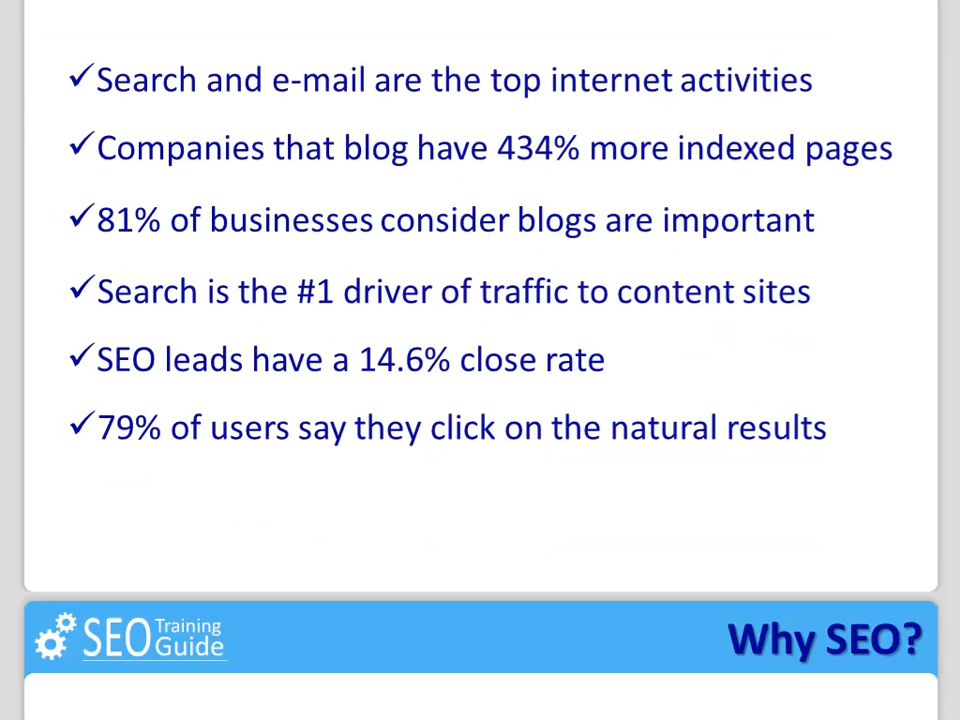 ✓Search and e-mail are the top internet activities
✓Companies that blog have 434% more indexed pages
✓81% of businesses consider blogs are important
✓Search is the #1 driver of traffic to content sites
✓SEO leads have a 14.6% close rate
✓79% of users say they click on the natural results
SEO Training Guide
Why SEO?